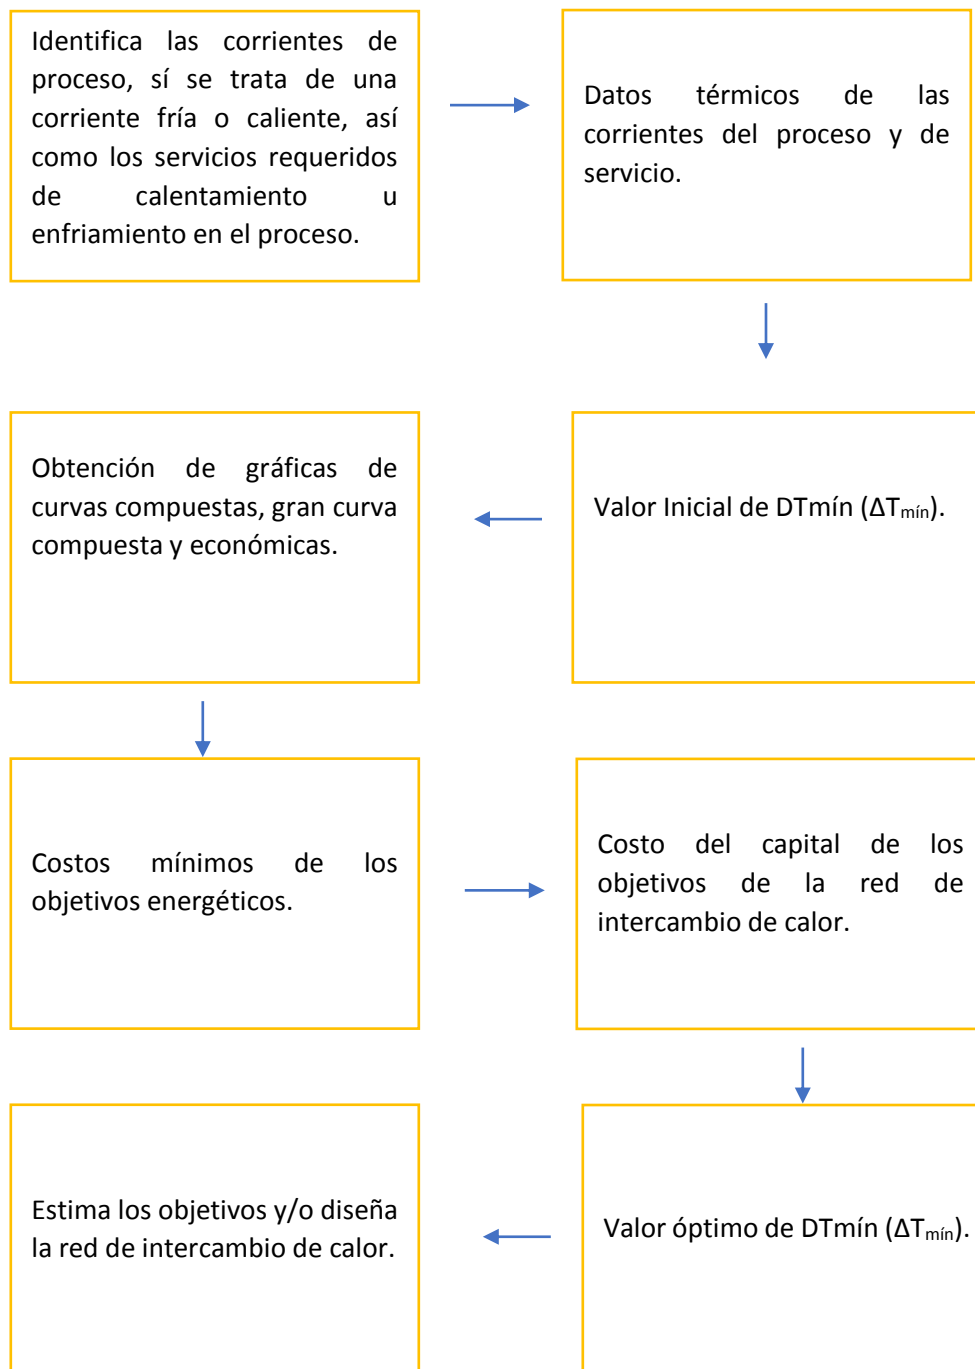 Identifica las corrientes de
proceso, sí se trata de una
corriente fría o caliente, así
como los servicios requeridos
de calentamiento u
enfriamiento en el proceso.
Datos térmicos de las
corrientes del proceso y de
servicio.
Valor Inicial de DTmín (ΔTmín).
Obtención de gráficas de
curvas compuestas, gran curva
compuesta y económicas.
Costos mínimos de los
objetivos energéticos.
Costo del capital de los
objetivos de la red de
intercambio de calor.
Valor óptimo de DTmín (ΔTmín).
Estima los objetivos y/o diseña
la red de intercambio de calor.